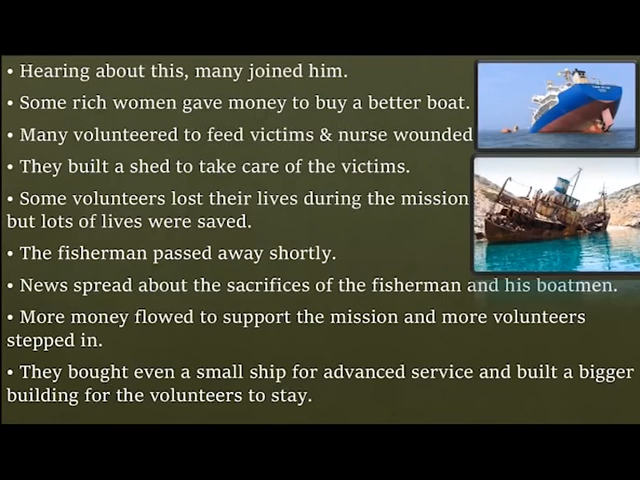 • Hearing about this, many joined him.
• Some rich women gave money to buy a better boat.
• Many volunteered to feed victims & nurse wounded
• They built a shed to take care of the victims.
• Some volunteers lost their lives during the mission
but lots of lives were saved.
• The fisherman passed away shortly.
• News spread about the sacrifices of the fisherman and his boatmen.
• More money flowed to support the mission and more volunteers
stepped in.
• They bought even a small ship for advanced service and built a bigger
building for the volunteers to stay.